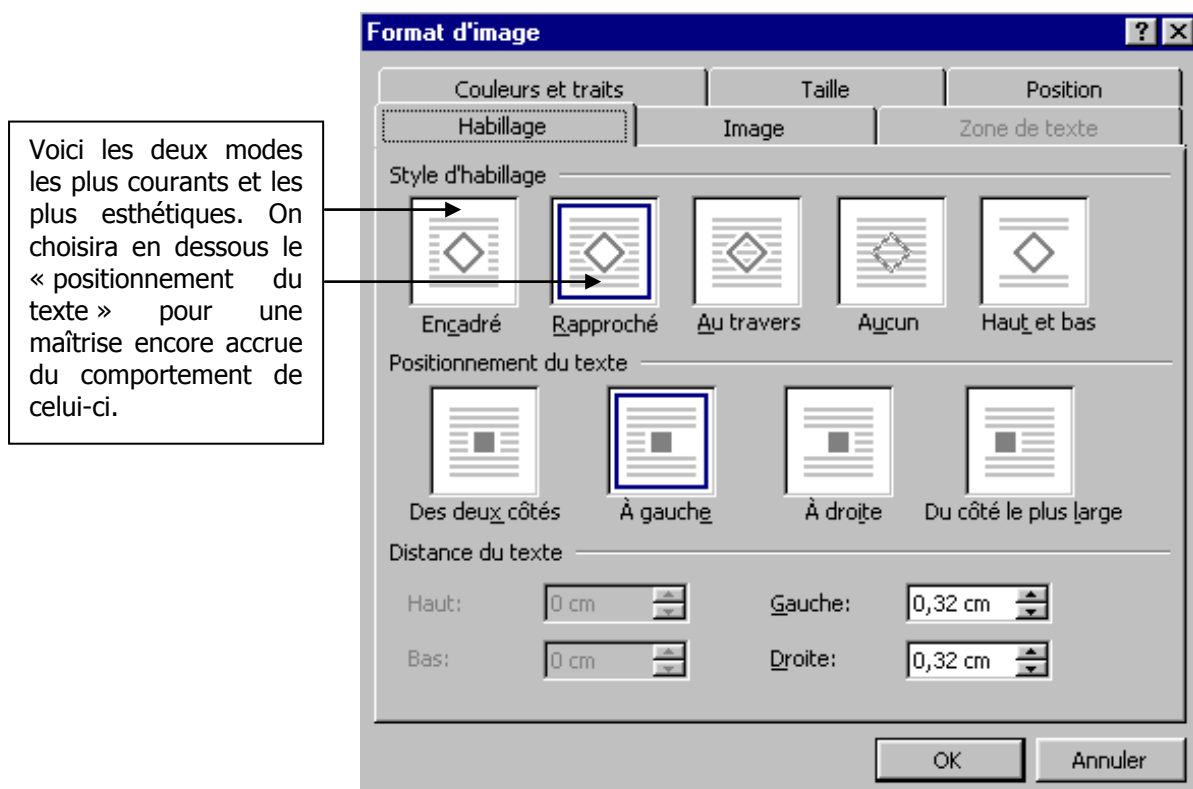 Format d'image
Couleurs et traits Taille Position
Habillage Image Zone de texte
Voici les deux modes
les plus courants et les
plus esthétiques. On
choisira en dessous le
« positionnement du
texte » pour une
maîtrise encore accrue
du comportement de
celui-ci.
Style d'habillage
Encadré Rapproché Au travers Aucun Haut et bas
Positionnement du texte
Des deux côtés À gauche À droite Du côté le plus large
Distance du texte
Haut: 0 cm Gauche: 0,32 cm
Bas: 0 cm Droite: 0,32 cm
OK Annuler